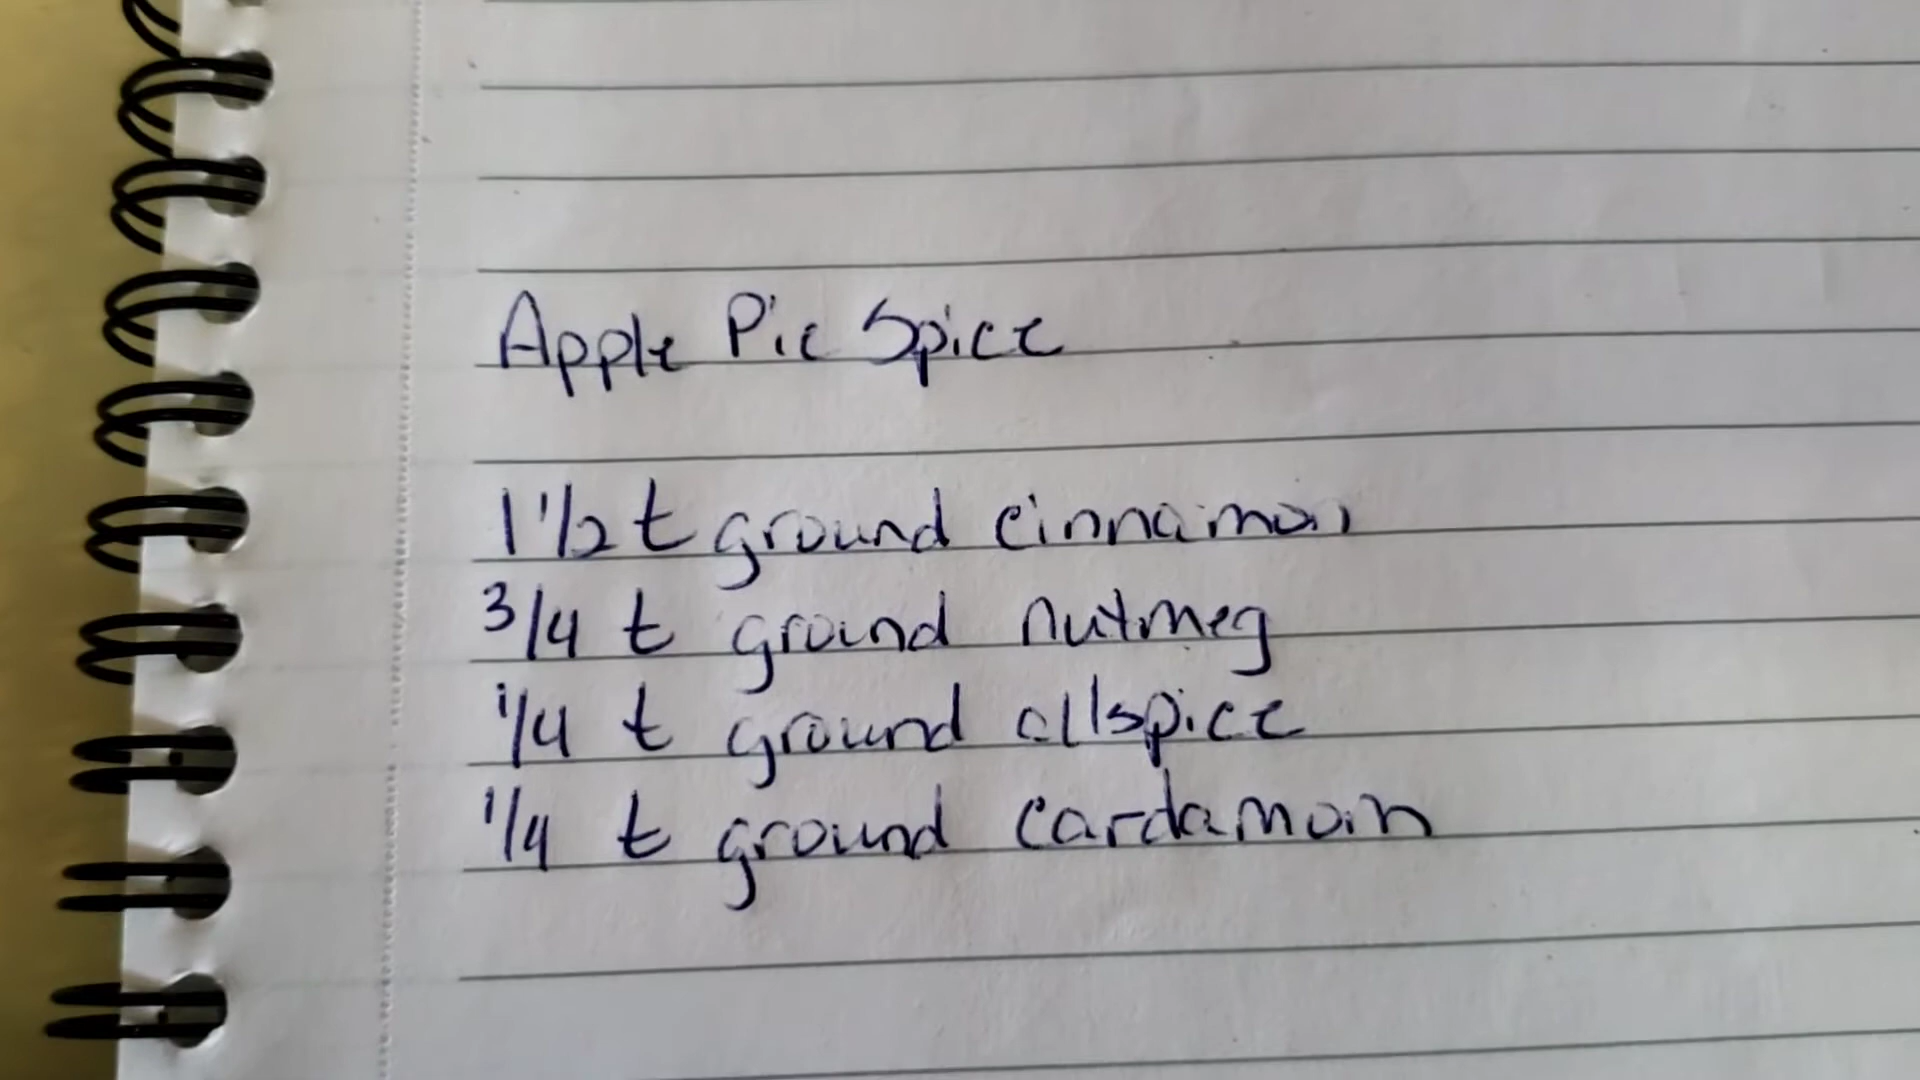 Apple Pie Spice
1 1/2 t ground cinnamon
3/4 t ground nutmeg
1/4 t ground allspice
1/4 t ground cardamom